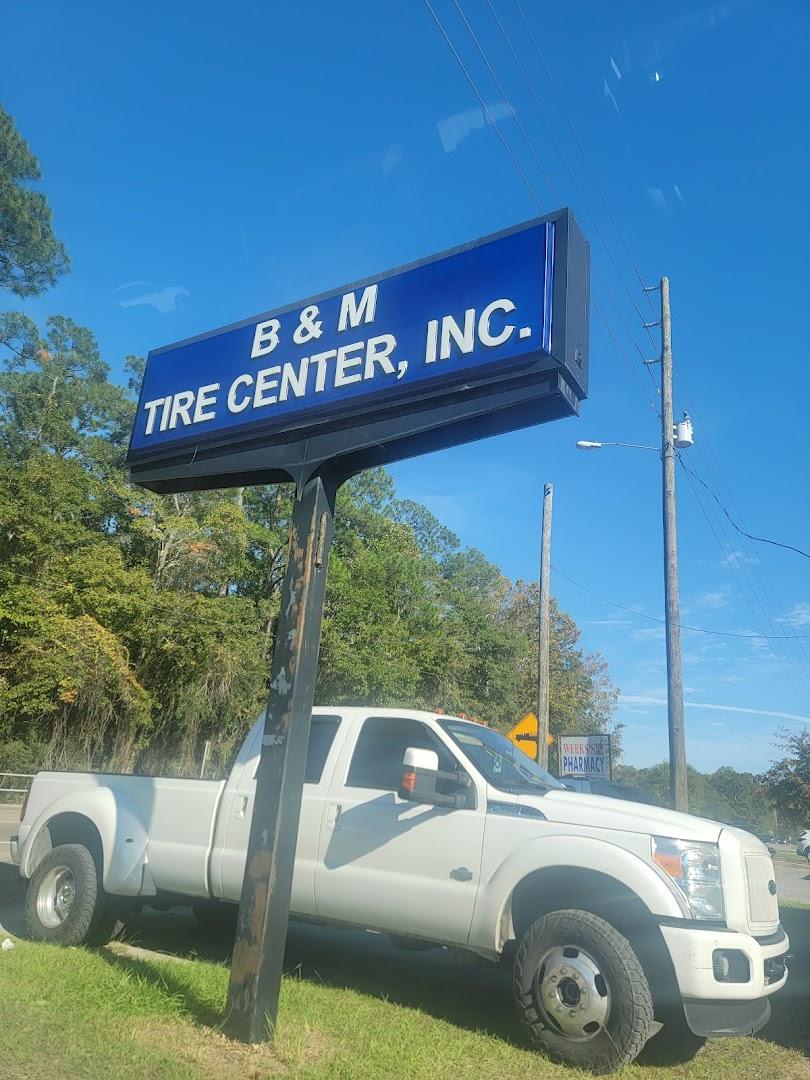 B & M
TIRE CENTER, INC.
PHARMACY